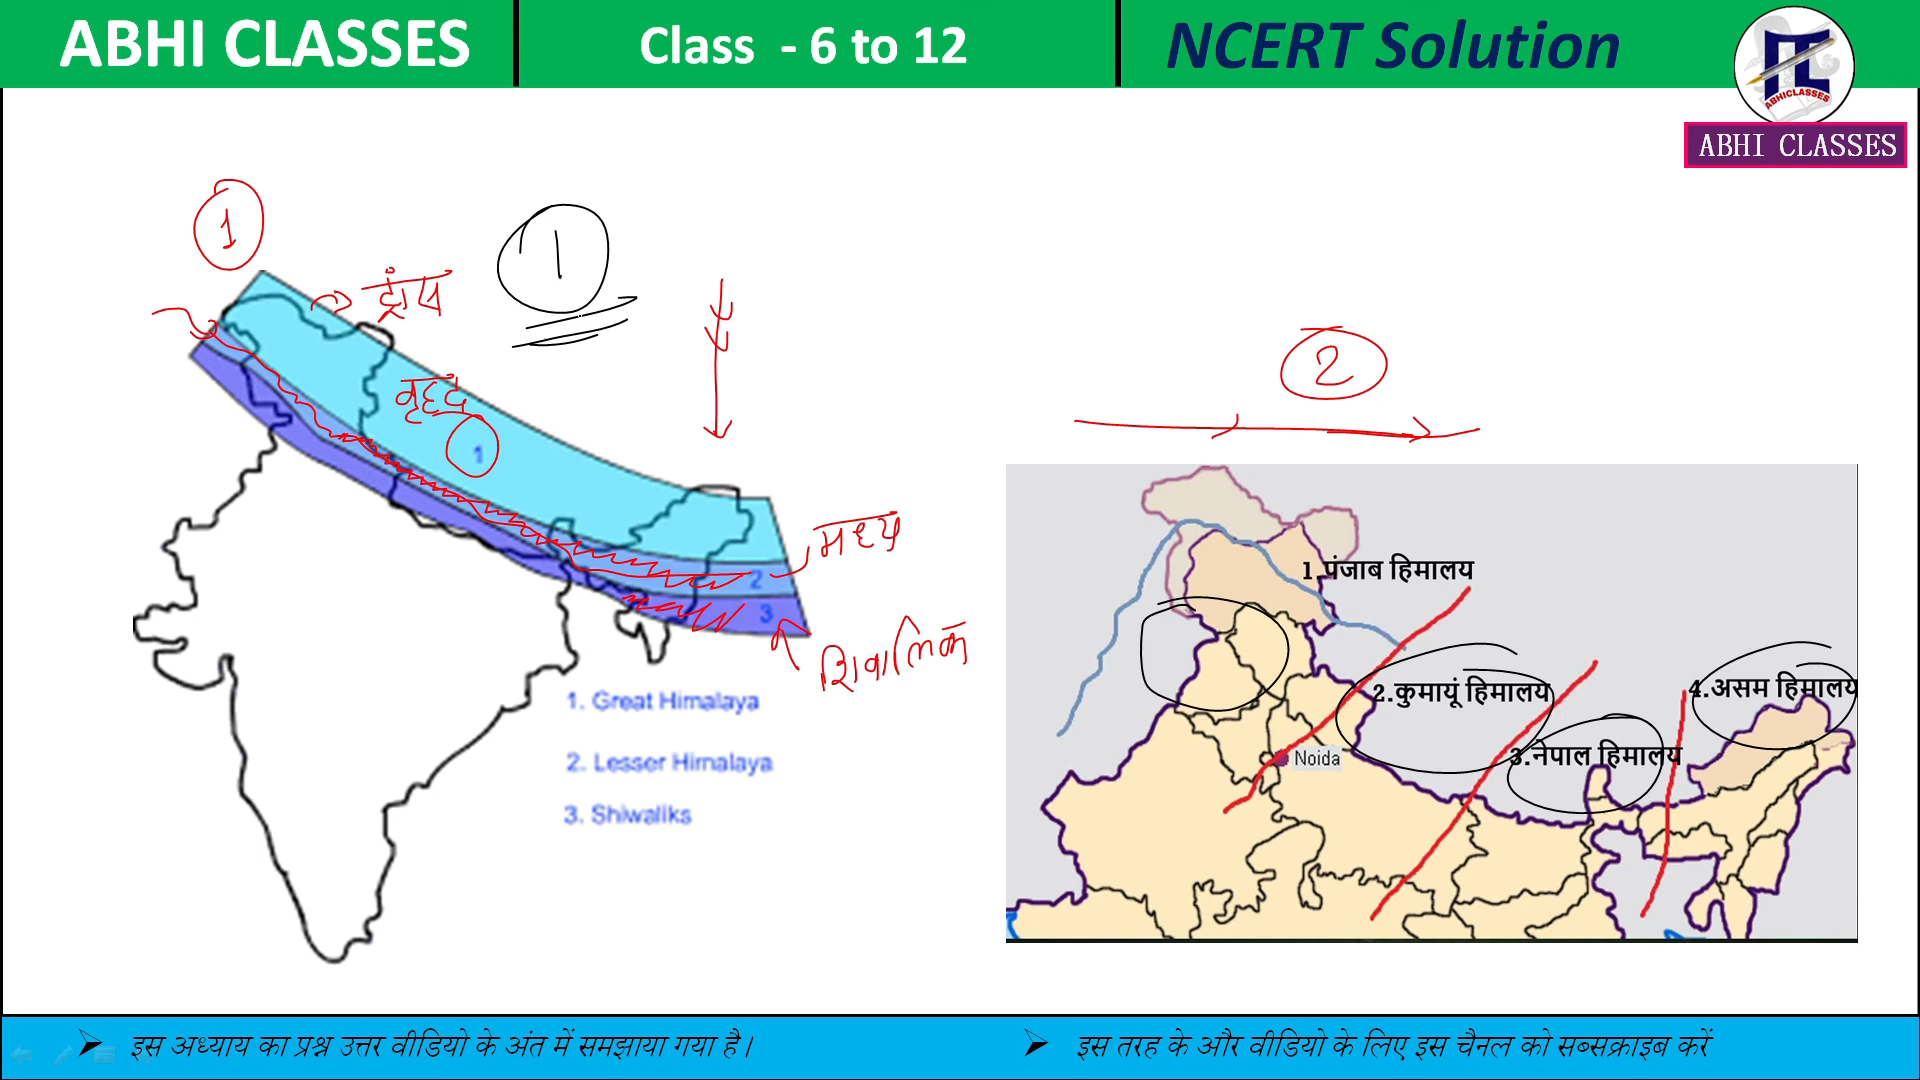 ABHI CLASSES
Class - 6 to 12
NCERT Solution
ABHICLASSES
ABHI CLASSES
1
1
ट्रांस
वृहद
1
2
मध्य
2
3
शिवालिक
1. Great Himalaya
2. Lesser Himalaya
3. Shiwaliks
1.पंजाब हिमालय
2.कुमायूं हिमालय
4.असम हिमालय
3.नेपाल हिमालय
Noida
इस अध्याय का प्रश्न उत्तर वीडियो के अंत में समझाया गया है।
इस तरह के और वीडियो के लिए इस चैनल को सब्सक्राइब करें